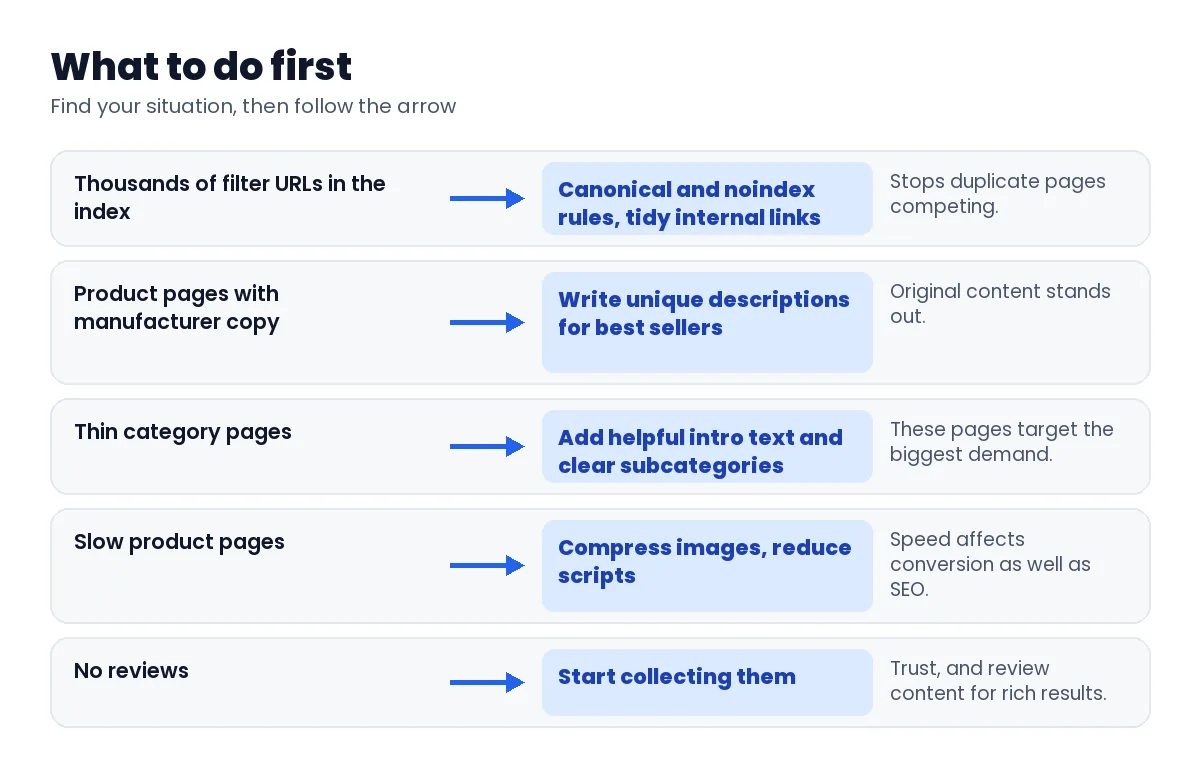 What to do first
Find your situation, then follow the arrow
Thousands of filter URLs in the
index
Canonical and noindex
rules, tidy internal links
Stops duplicate pages
competing.
Product pages with
manufacturer copy
Write unique descriptions
for best sellers
Original content stands
out.
Thin category pages
Add helpful intro text and
clear subcategories
These pages target the
biggest demand.
Slow product pages
Compress images, reduce
scripts
Speed affects
conversion as well as
SEO.
No reviews
Start collecting them
Trust, and review
content for rich results.